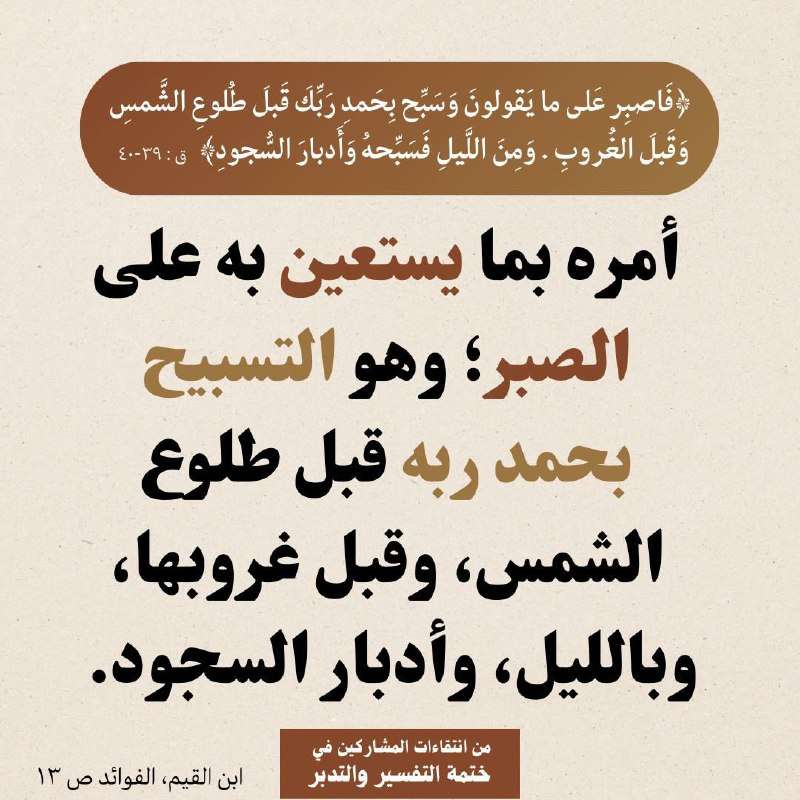 ﴿فَاصبِر عَلى ما يَقولونَ وَسَبِّح بِحَمدِ رَبِّكَ قَبلَ طُلوعِ الشَّمسِ
وَقَبلَ الغُروبِ . وَمِنَ اللَّيلِ فَسَبِّحهُ وَأَدبارَ السُّجودِ﴾ ق : ٣٩-٤٠
أمره بما يستعين به على
الصبر؛ وهو التسبيح
بحمد ربه قبل طلوع
الشمس، وقبل غروبها،
وبالليل، وأدبار السجود.
من انتقاءات المشاركين في
ختمة التفسير والتدبر
ابن القيم، الفوائد ص ١٣